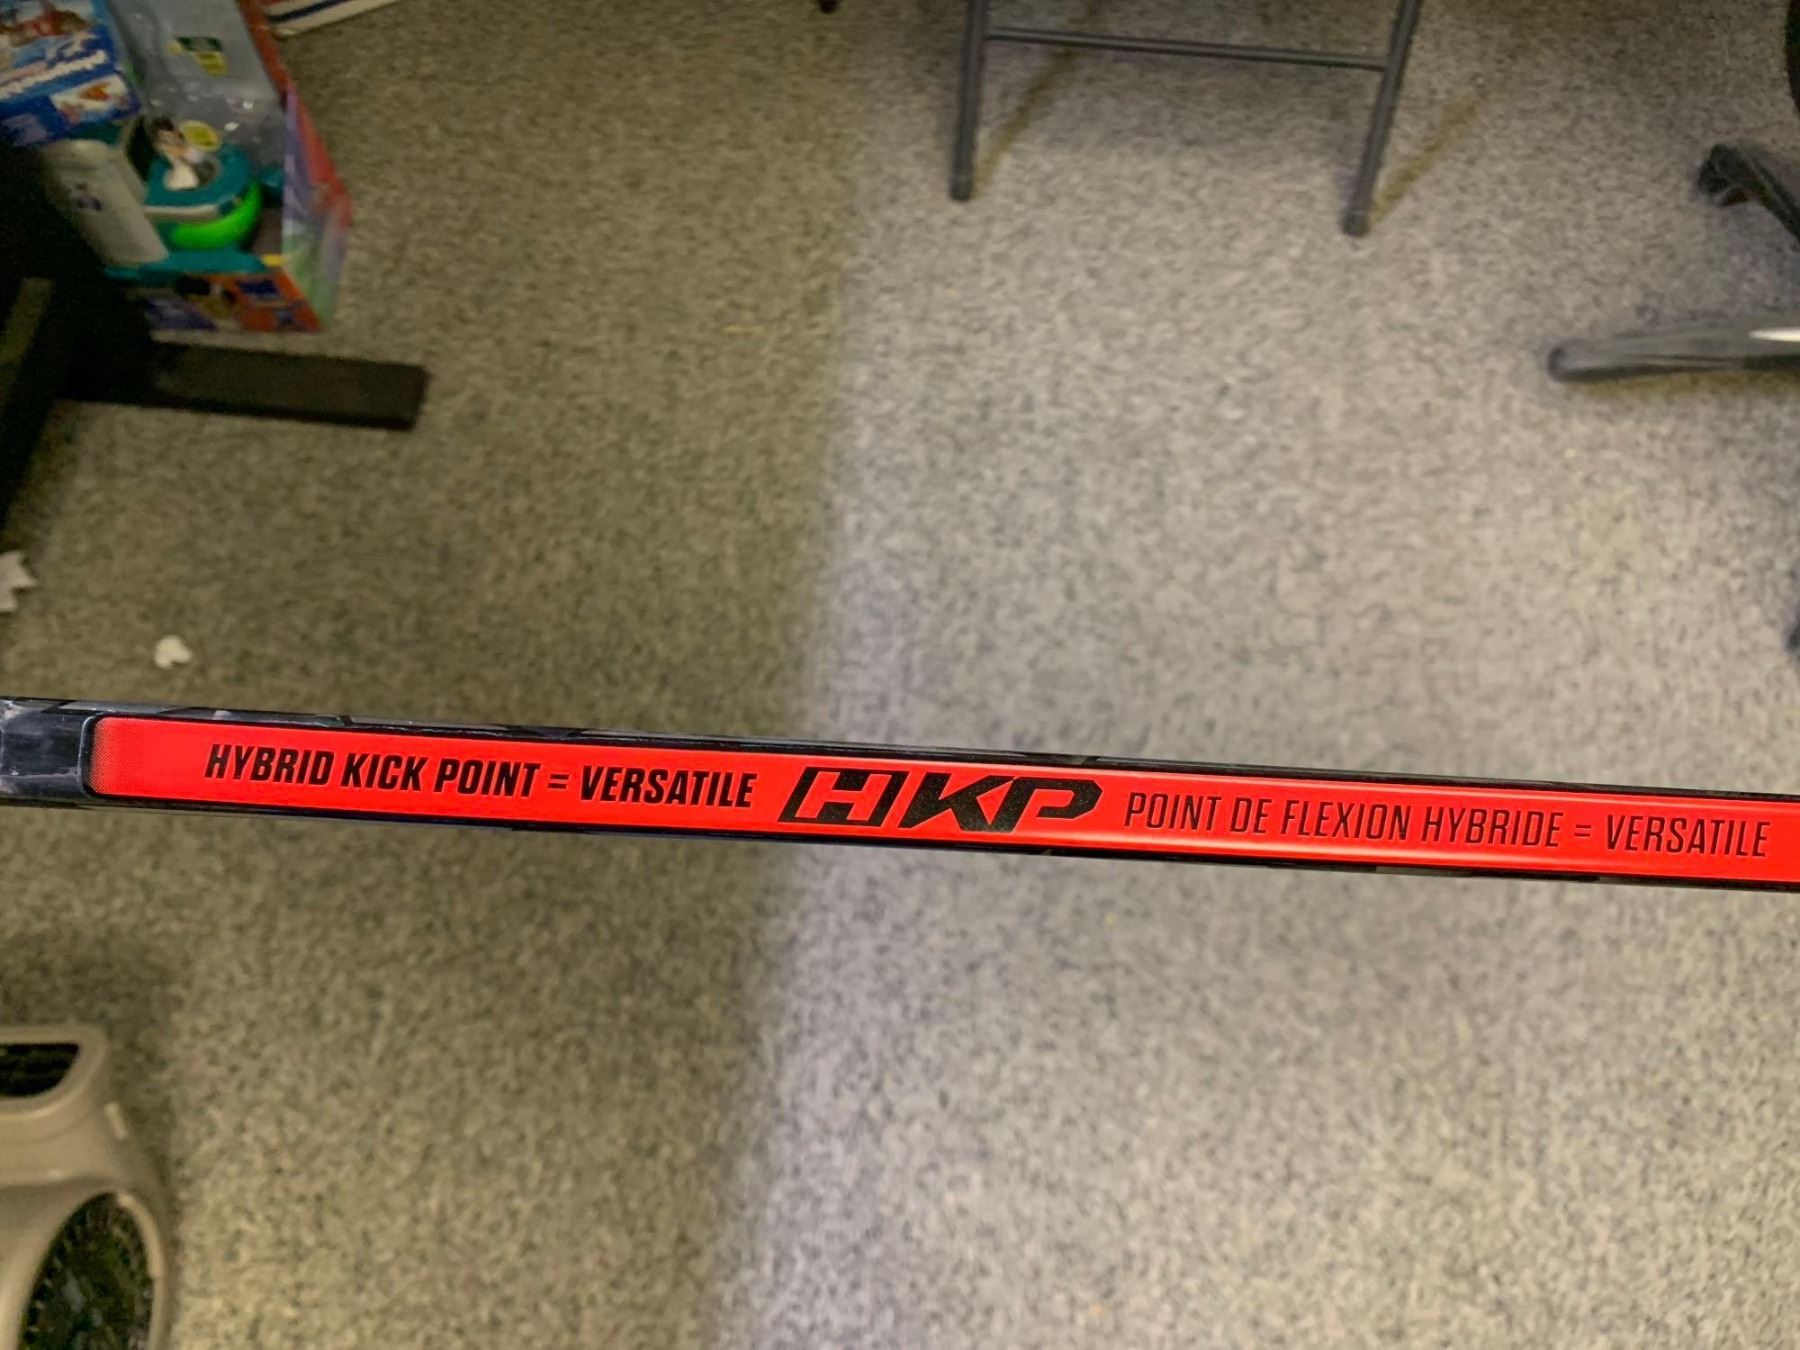 HYBRID KICK POINT = VERSATILE HKP POINT DE FLEXION HYBRIDE = VERSATILE